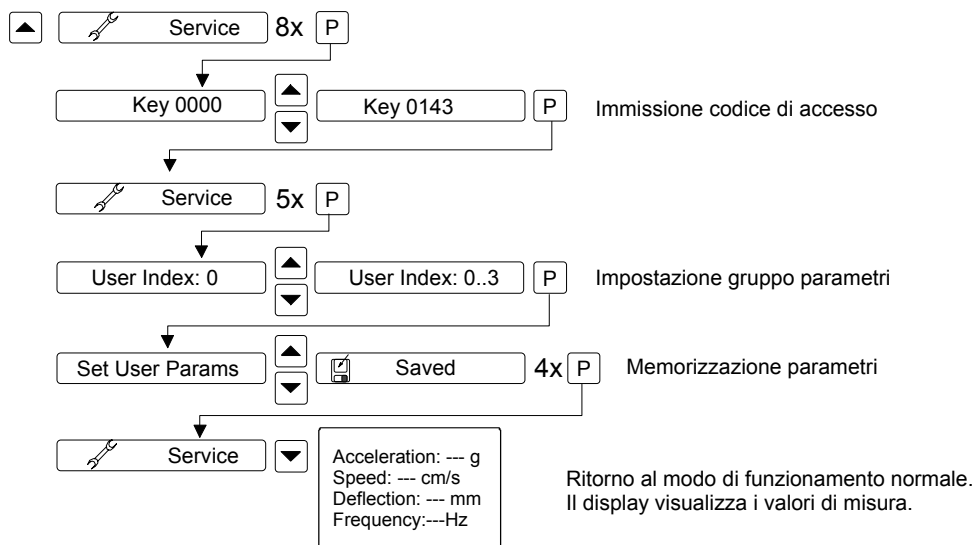 Service 8x P
Key 0000 Key 0143 P Immissione codice di accesso
Service 5x P
User Index: 0 User Index: 0..3 P Impostazione gruppo parametri
Set User Params Saved 4x P Memorizzazione parametri
Service
Acceleration: --- g
Speed: --- cm/s
Deflection: --- mm
Frequency:---Hz
Ritorno al modo di funzionamento normale.
Il display visualizza i valori di misura.